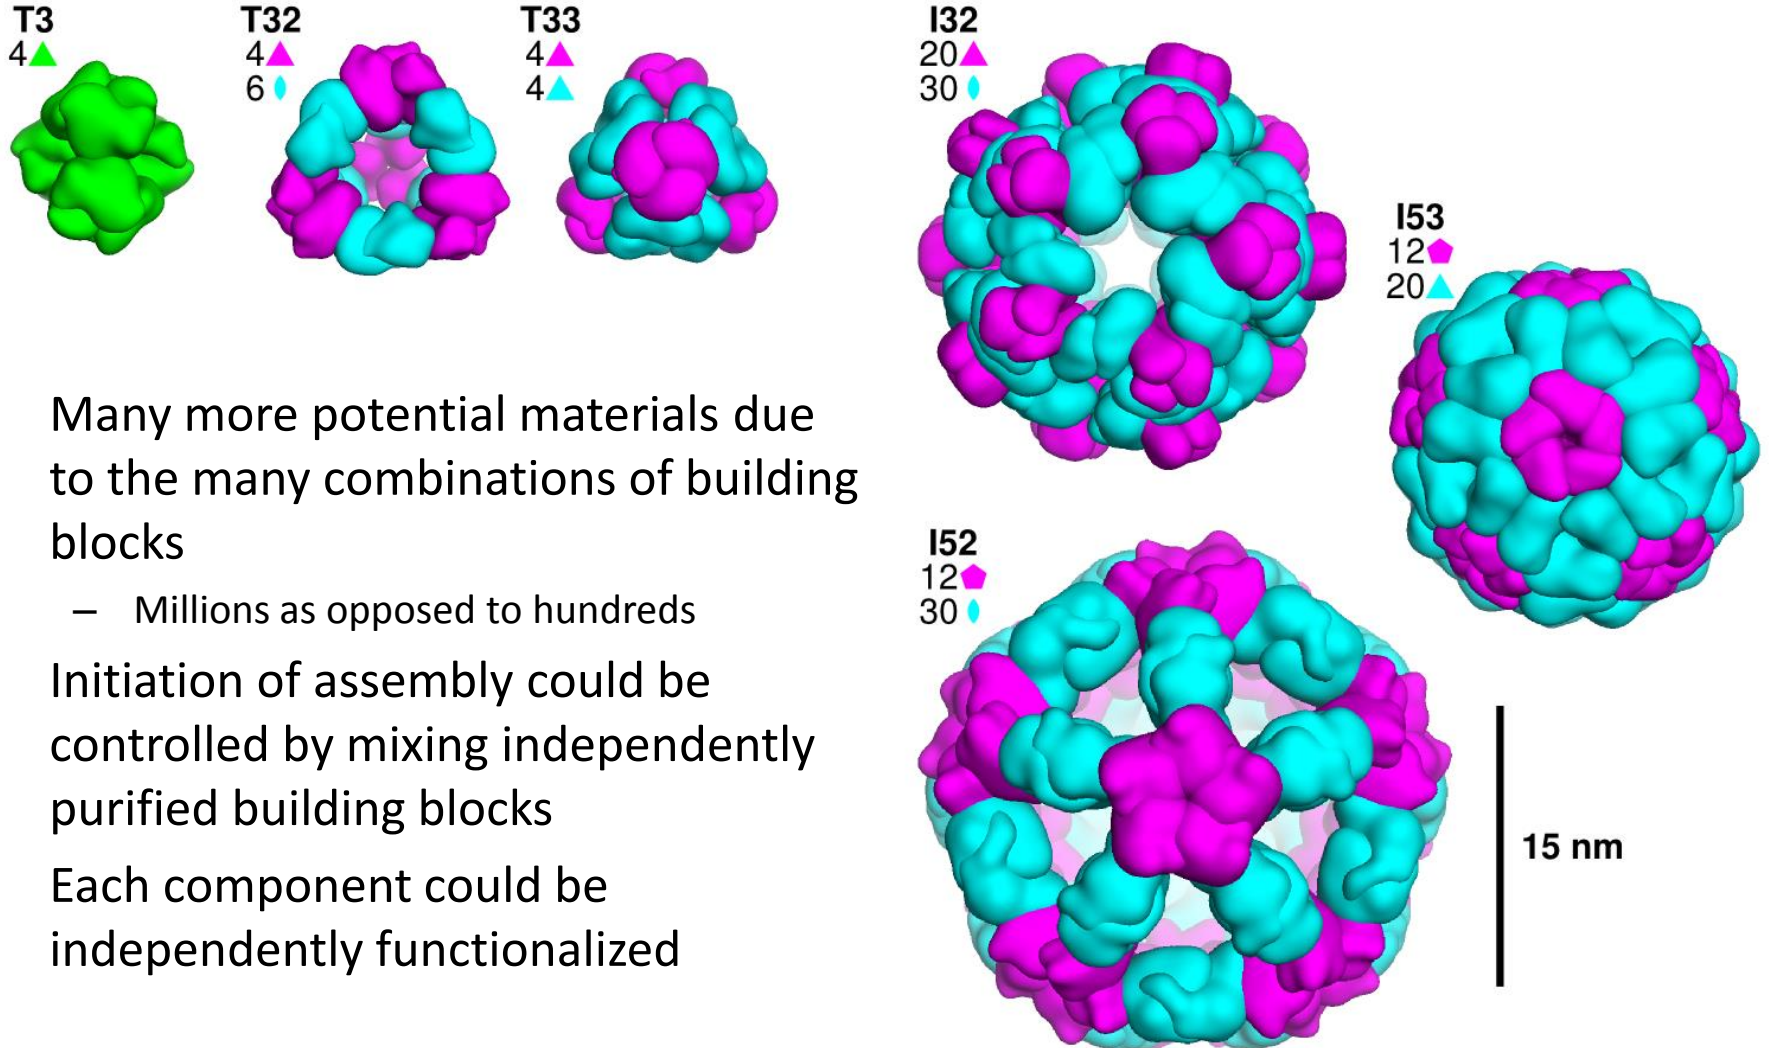 T3
4
T32
4
6
T33
4
4
I32
20
30
I53
12
20
Many more potential materials due
to the many combinations of building
blocks
– Millions as opposed to hundreds
Initiation of assembly could be
controlled by mixing independently
purified building blocks
Each component could be
independently functionalized
I52
12
30
15 nm